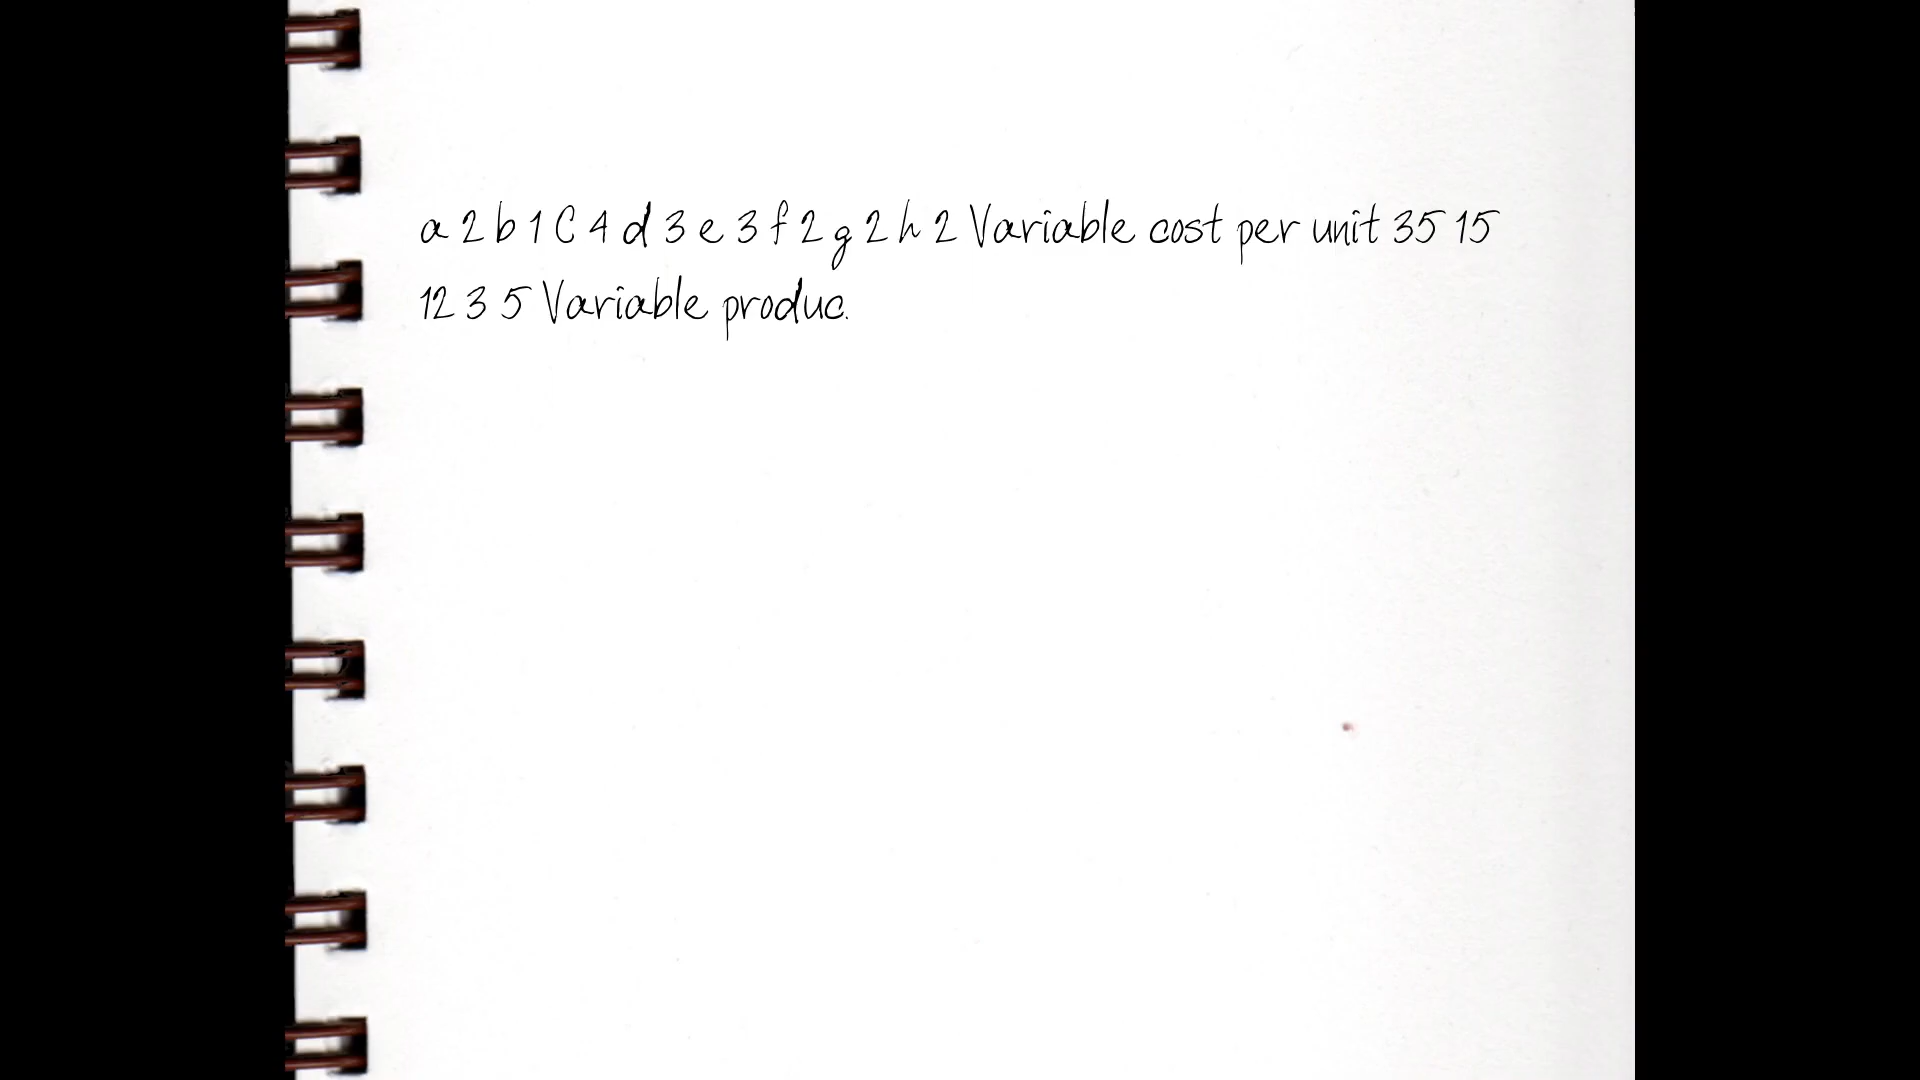 a 2 b 1 C 4 d 3 e 3 f 2 g 2 h 2 Variable cost per unit 35 15
12 3 5 Variable produc.